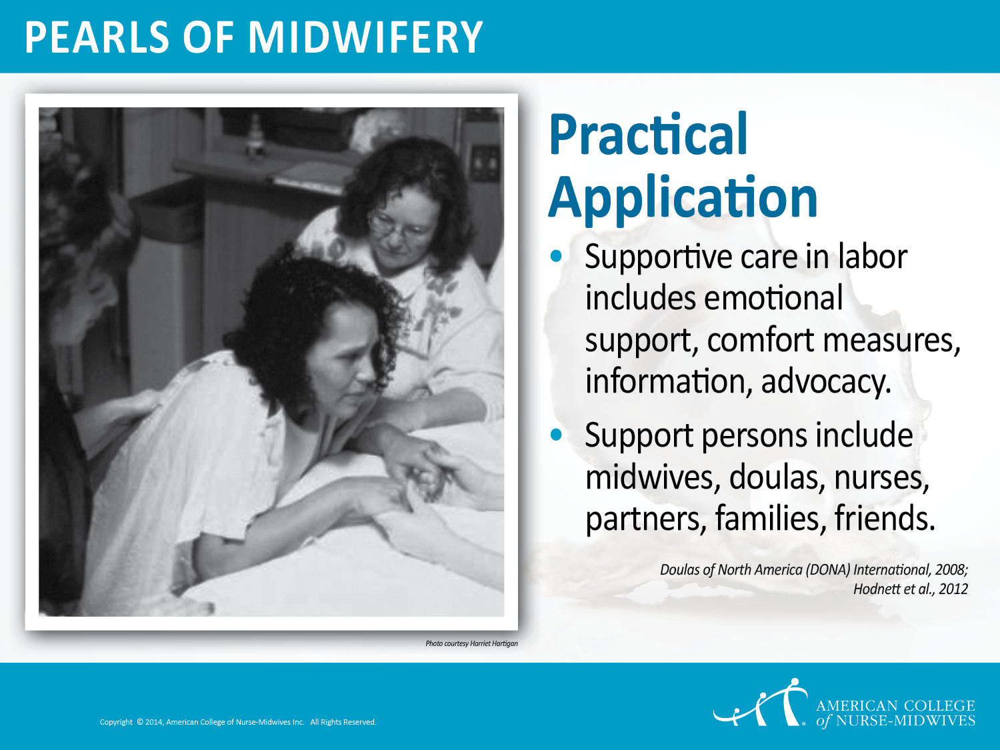 PEARLS OF MIDWIFERY
Practical
Application
• Supportive care in labor
includes emotional
support, comfort measures,
information, advocacy.
• Support persons include
midwives, doulas, nurses,
partners, families, friends.
Doulas of North America (DONA) International, 2008;
Hodnett et al., 2012
Photo courtesy Harriet Hartigan
Copyright © 2014, American College of Nurse-Midwives Inc. All Rights Reserved.
AMERICAN COLLEGE
of NURSE-MIDWIVES